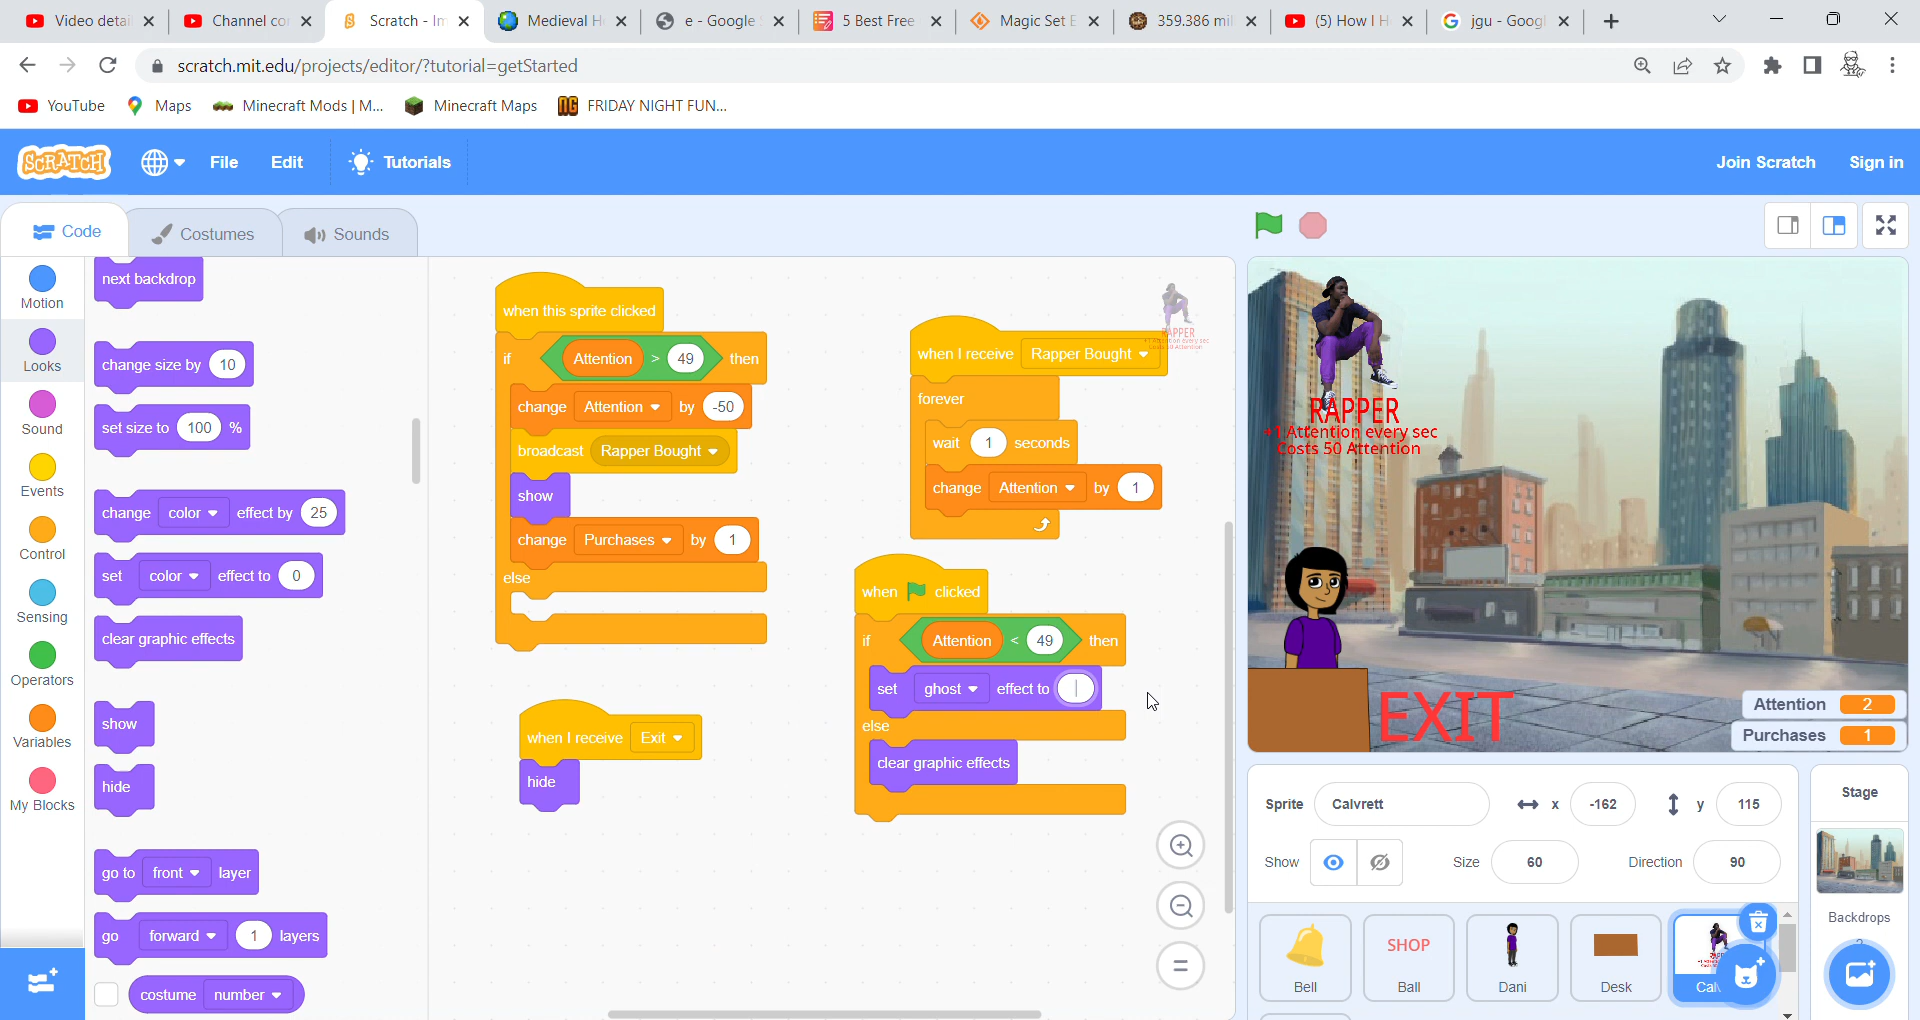 Video detai
Channel co
Scratch - Im
Medieval H
e - Google
5 Best Free
Magic Set E
359.386 mil
(5) How I H
jgu - Googl
scratch.mit.edu/projects/editor/?tutorial=getStarted
YouTube
Maps
Minecraft Mods | M...
Minecraft Maps
FRIDAY NIGHT FUN...
SCRATCH
File
Edit
Tutorials
Join Scratch
Sign in
Code
Costumes
Sounds
Motion
Looks
Sound
Events
Control
Sensing
Operators
Variables
My Blocks
next backdrop
change size by 10
set size to 100 %
change color effect by 25
set color effect to 0
clear graphic effects
show
hide
go to front layer
go forward 1 layers
costume number
when this sprite clicked
if Attention > 49 then
change Attention by -50
broadcast Rapper Bought
show
change Purchases by 1
else
when I receive Exit
hide
when I receive Rapper Bought
forever
wait 1 seconds
change Attention by 1
when clicked
if Attention < 49 then
set ghost effect to
else
clear graphic effects
RAPPER
RAPPER
+1 Attention every sec
Costs 50 Attention
EXIT
Attention 2
Purchases 1
Sprite Calvrett x -162 y 115
Show Size 60 Direction 90
Stage
Backdrops
Bell
SHOP
Ball
Dani
Desk